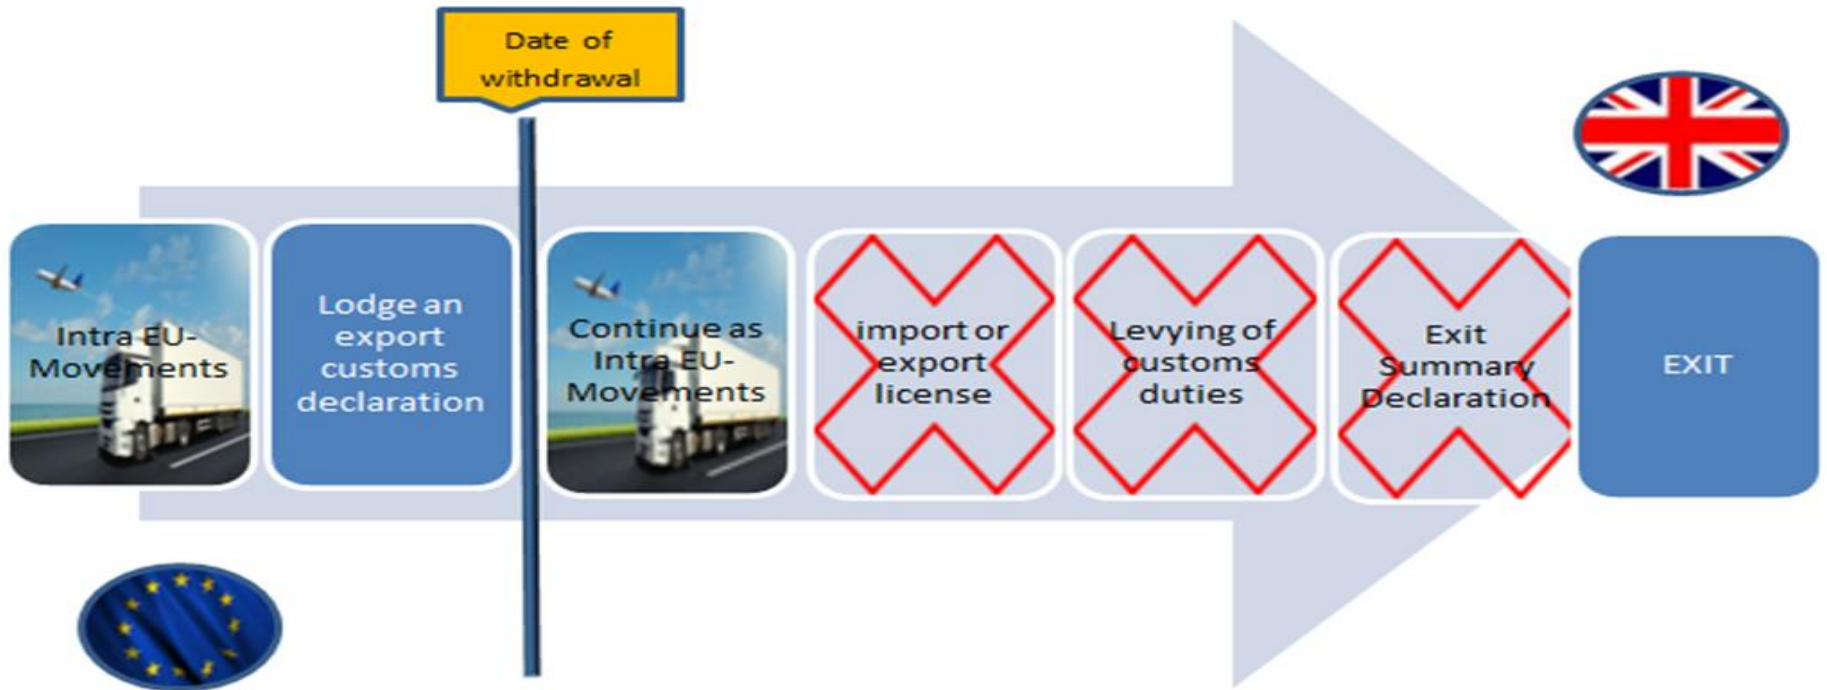 Date of
withdrawal
Intra EU-
Movements
Lodge an
export
customs
declaration
Continue as
Intra EU-
Movements
import or
export
license
Levying of
customs
duties
Exit
Summary
Declaration
EXIT